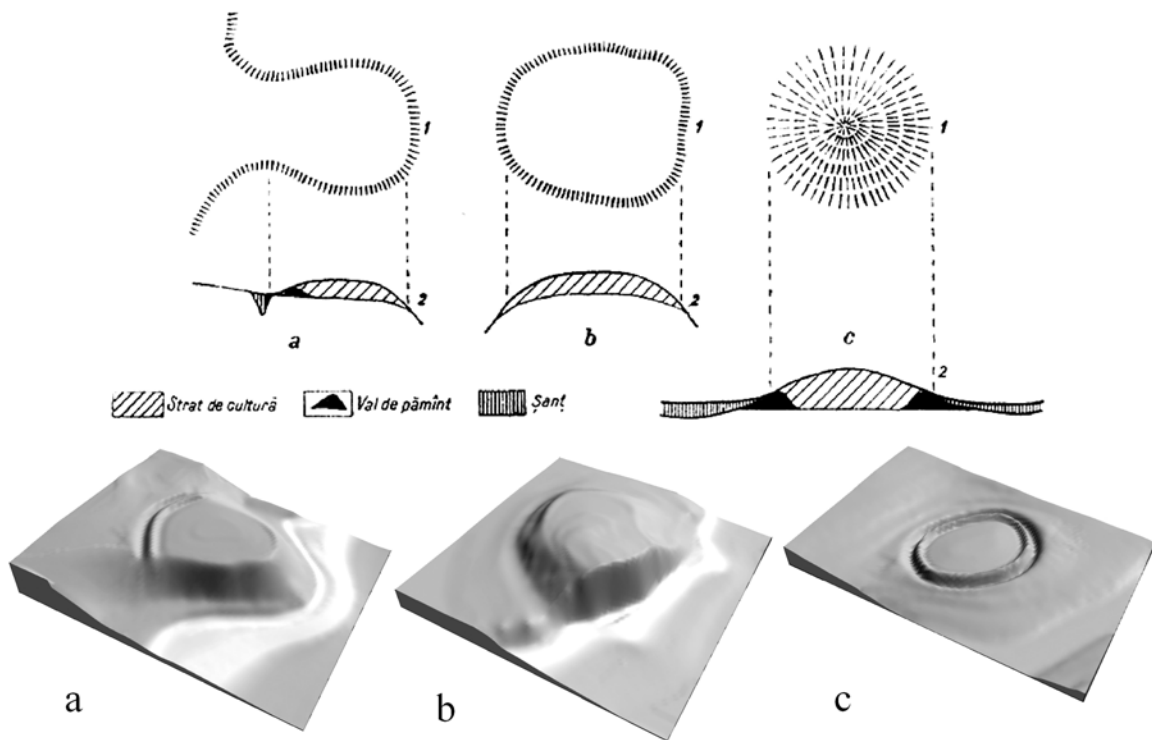 1 1 1
2 2
a b c
2
Strat de cultură Val de pămînt Șanț
a b c